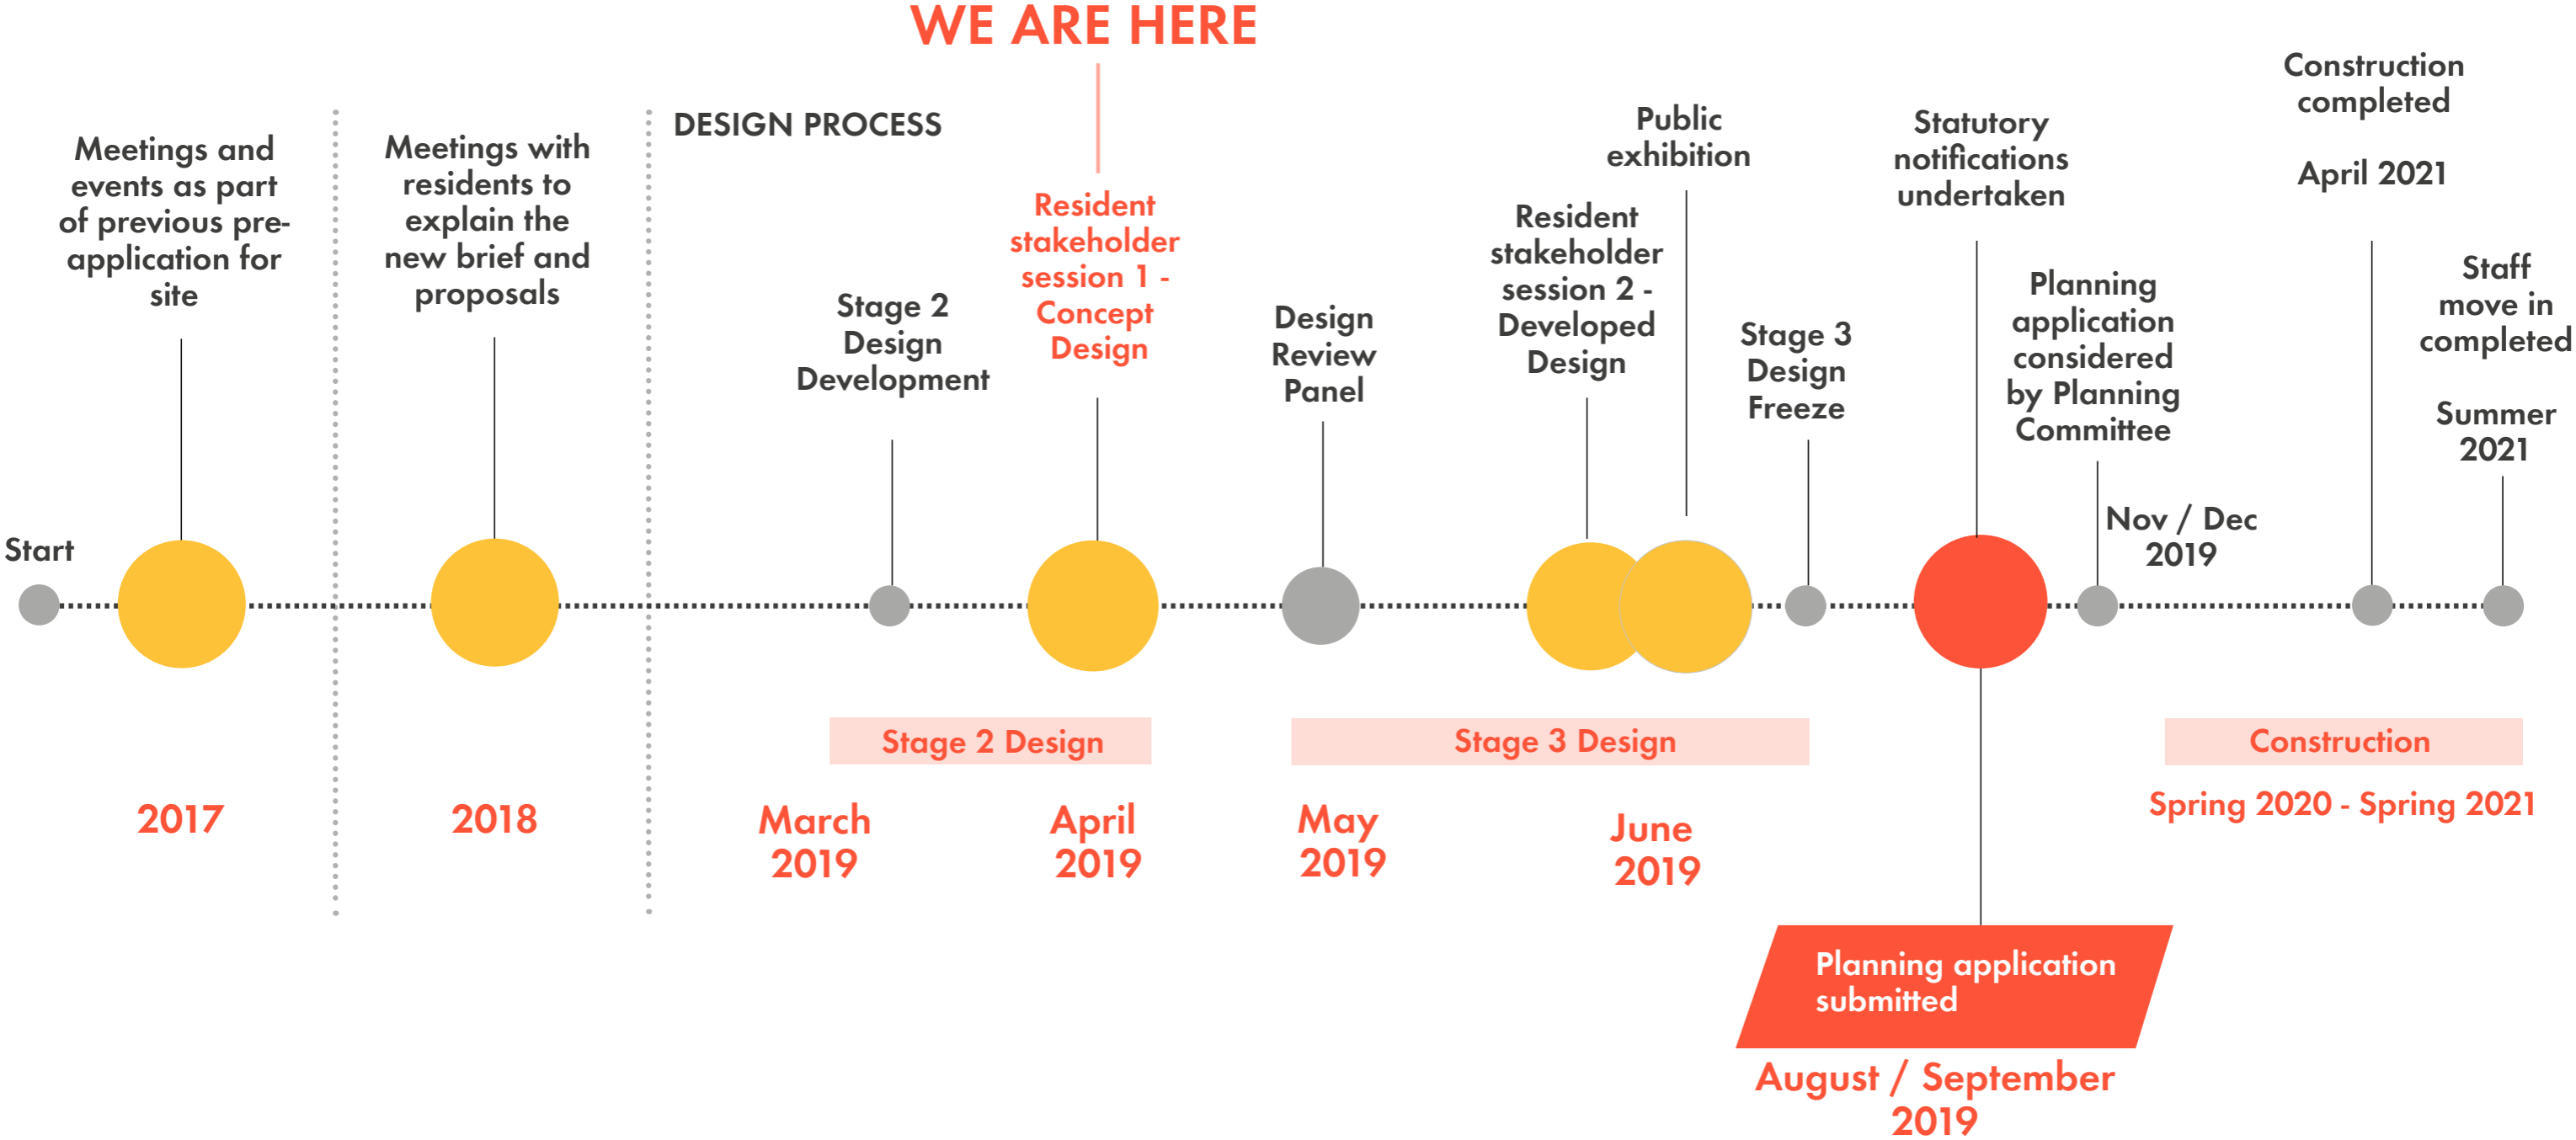 WE ARE HERE
Start
Meetings and
events as part
of previous pre-
application for
site
Meetings with
residents to
explain the
new brief and
proposals
DESIGN PROCESS
Stage 2
Design
Development
Resident
stakeholder
session 1 -
Concept
Design
Design
Review
Panel
Resident
stakeholder
session 2 -
Developed
Design
Public
exhibition
Stage 3
Design
Freeze
Statutory
notifications
undertaken
Planning
application
considered
by Planning
Committee
Nov / Dec
2019
Construction
completed
April 2021
Staff
move in
completed
Summer
2021
Stage 2 Design
Stage 3 Design
Construction
2017
2018
March
2019
April
2019
May
2019
June
2019
Spring 2020 - Spring 2021
Planning application
submitted
August / September
2019